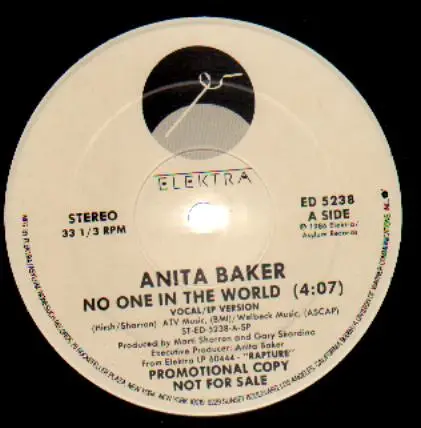 ELEKTRA
STEREO
33 1/3 RPM
ED 5238
A SIDE
℗ 1986 Elektra/
Asylum Records
ANITA BAKER
NO ONE IN THE WORLD (4:07)
VOCAL/LP VERSION
(Hirsh/Sharron) ATV Music, (BMI)/Welbeck Music, (ASCAP)
ST-ED-5238-A-SP
Produced by Marti Sharron and Gary Skardina
Executive Producer: Anita Baker
From Elektra LP 60444 - "RAPTURE"
PROMOTIONAL COPY
NOT FOR SALE